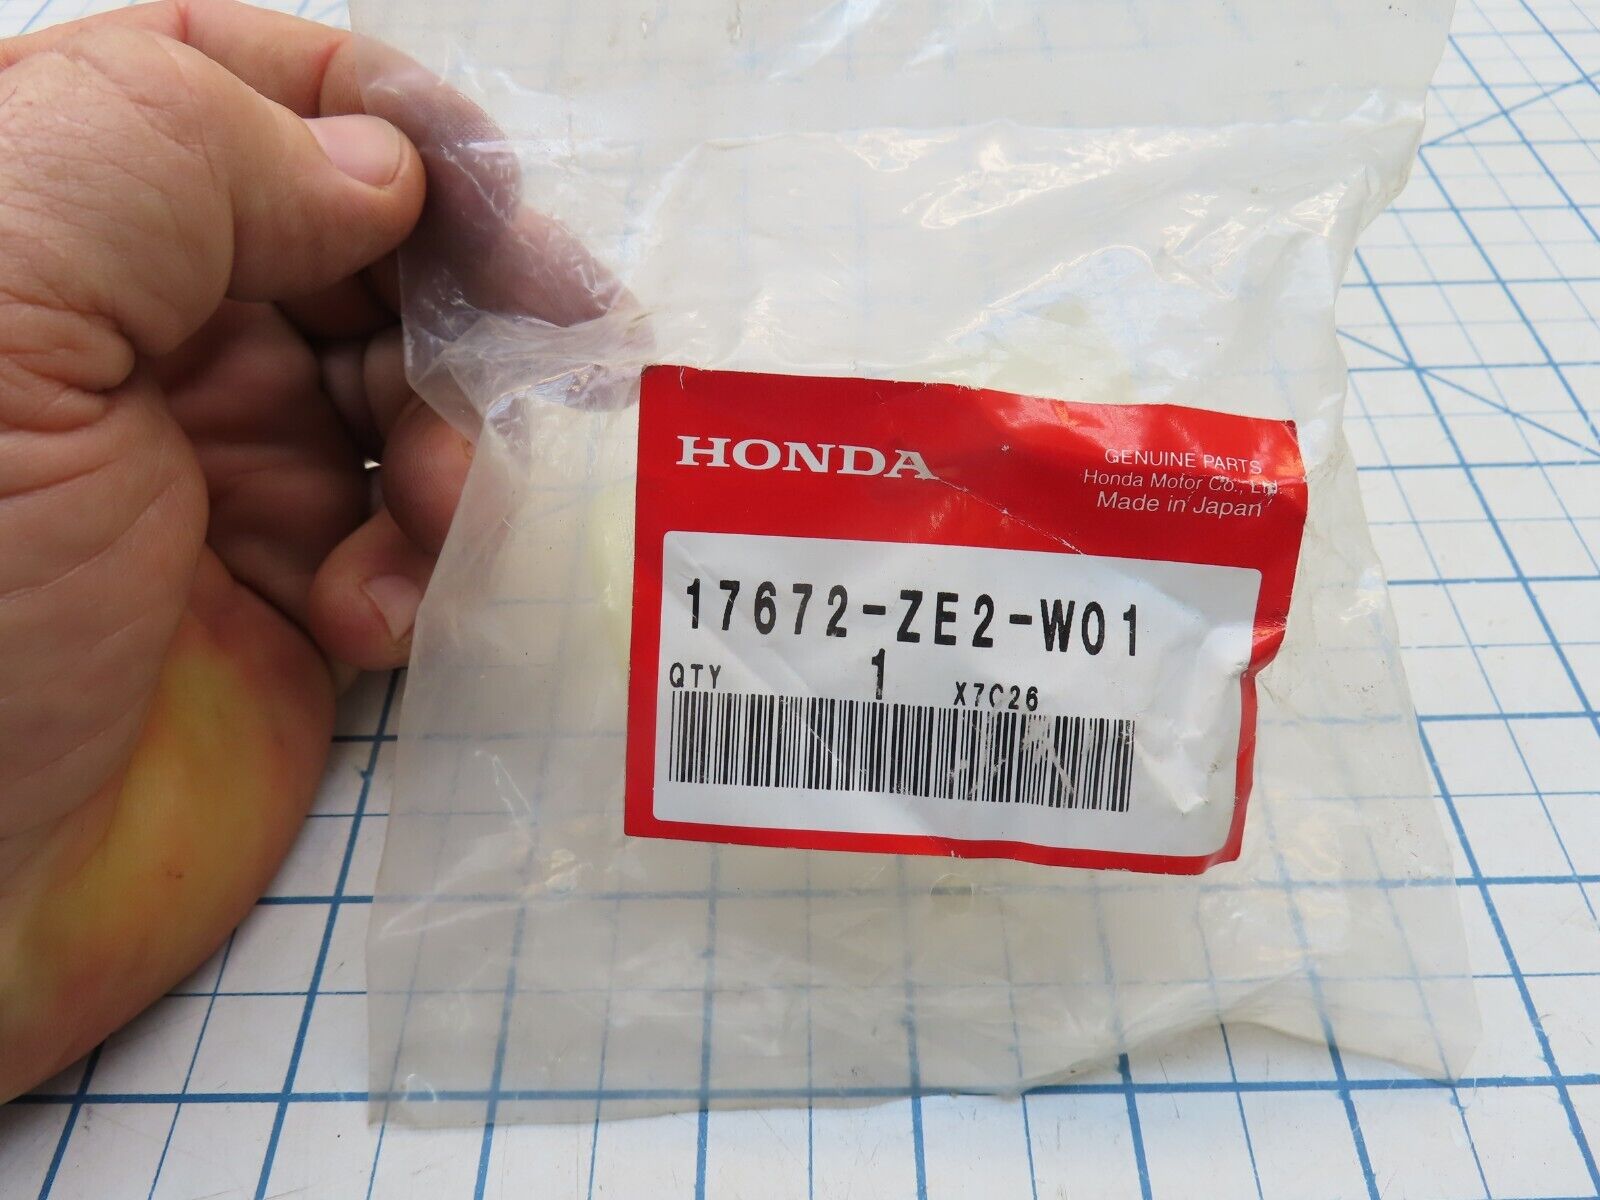 HONDA
GENUINE PARTS
Honda Motor Co., Ltd.
Made in Japan
17672-ZE2-W01
QTY 1 X7C26